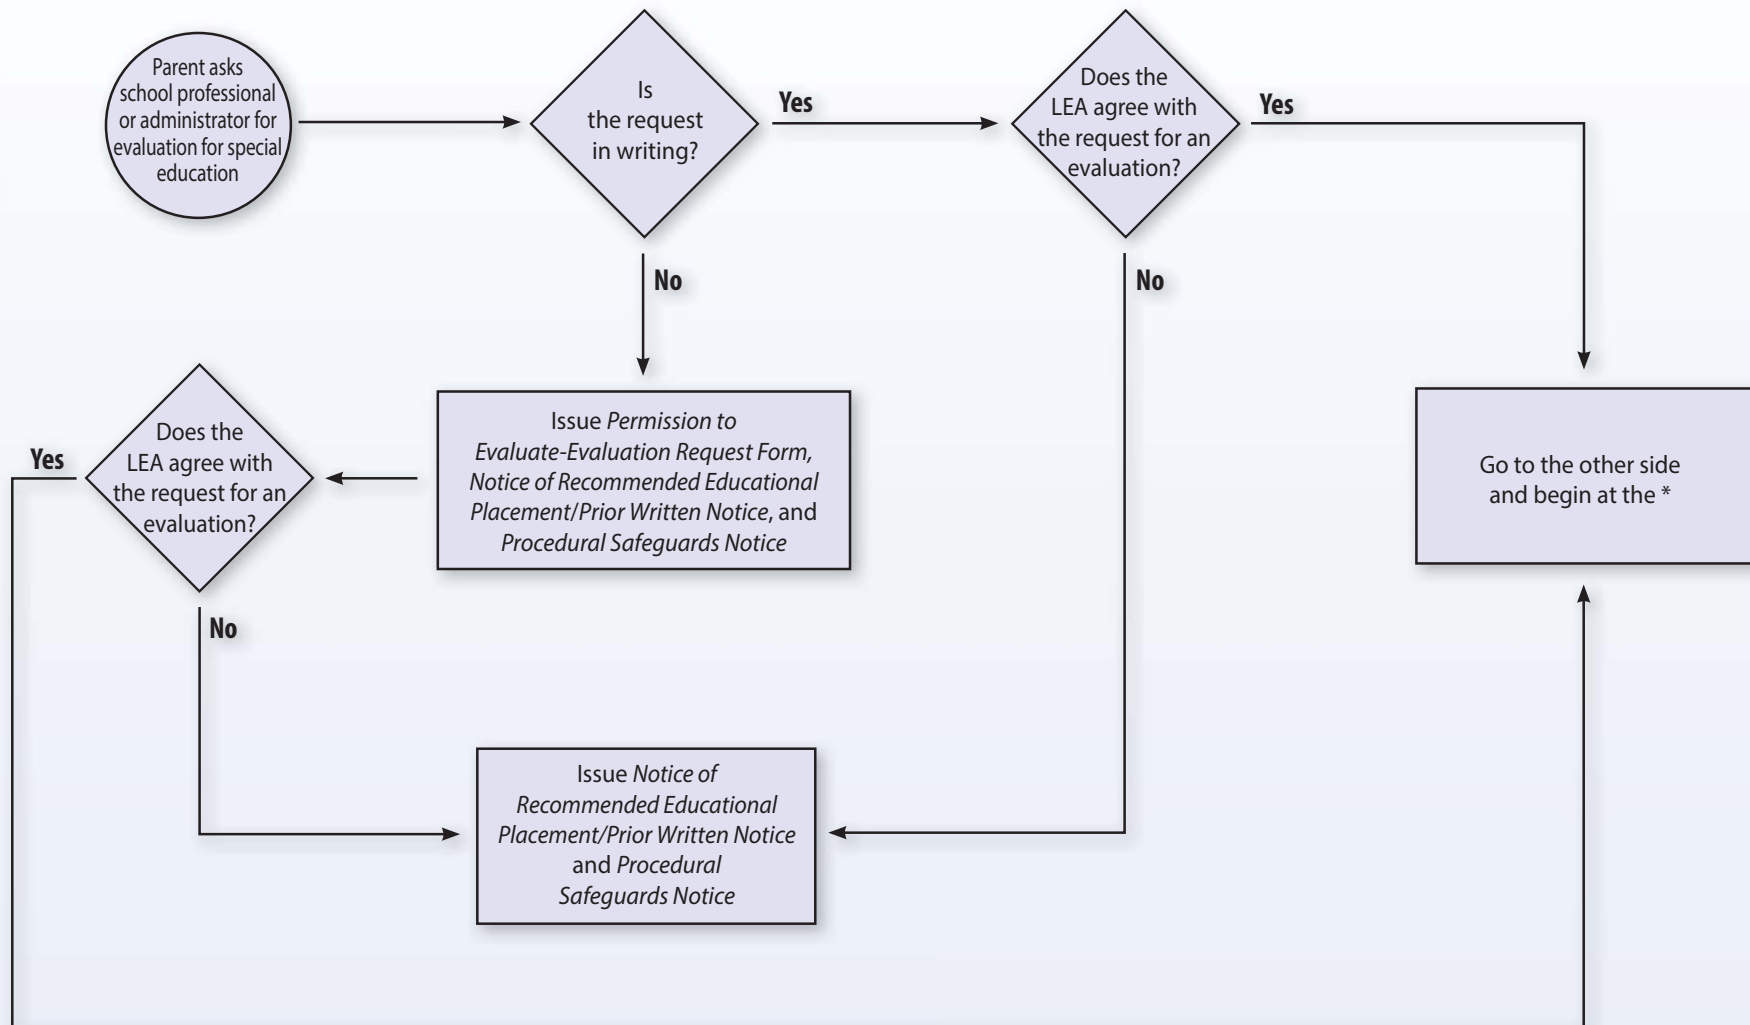 Parent asks
school professional
or administrator for
evaluation for special
education
Is
the request
in writing?
Yes
Does the
LEA agree with
the request for an
evaluation?
Yes
No
No
Issue Permission to
Evaluate-Evaluation Request Form,
Notice of Recommended Educational
Placement/Prior Written Notice, and
Procedural Safeguards Notice
Does the
LEA agree with
the request for an
evaluation?
Yes
No
Go to the other side
and begin at the *
Issue Notice of
Recommended Educational
Placement/Prior Written Notice
and Procedural
Safeguards Notice